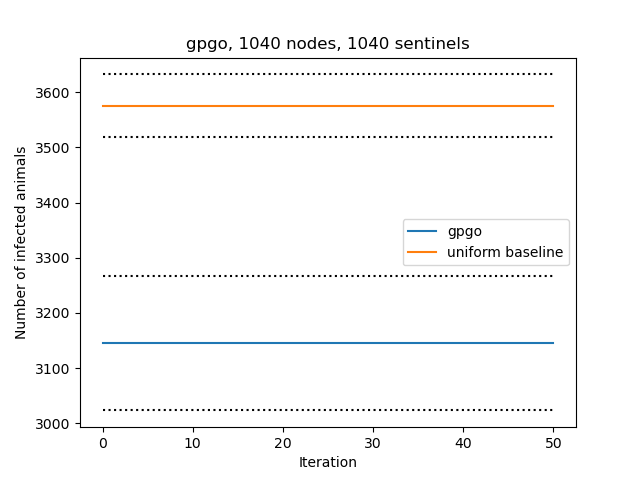 gpgo, 1040 nodes, 1040 sentinels
3600
3500
3400
3300
3200
3100
3000
Number of infected animals
gpgo
uniform baseline
0 10 20 30 40 50
Iteration